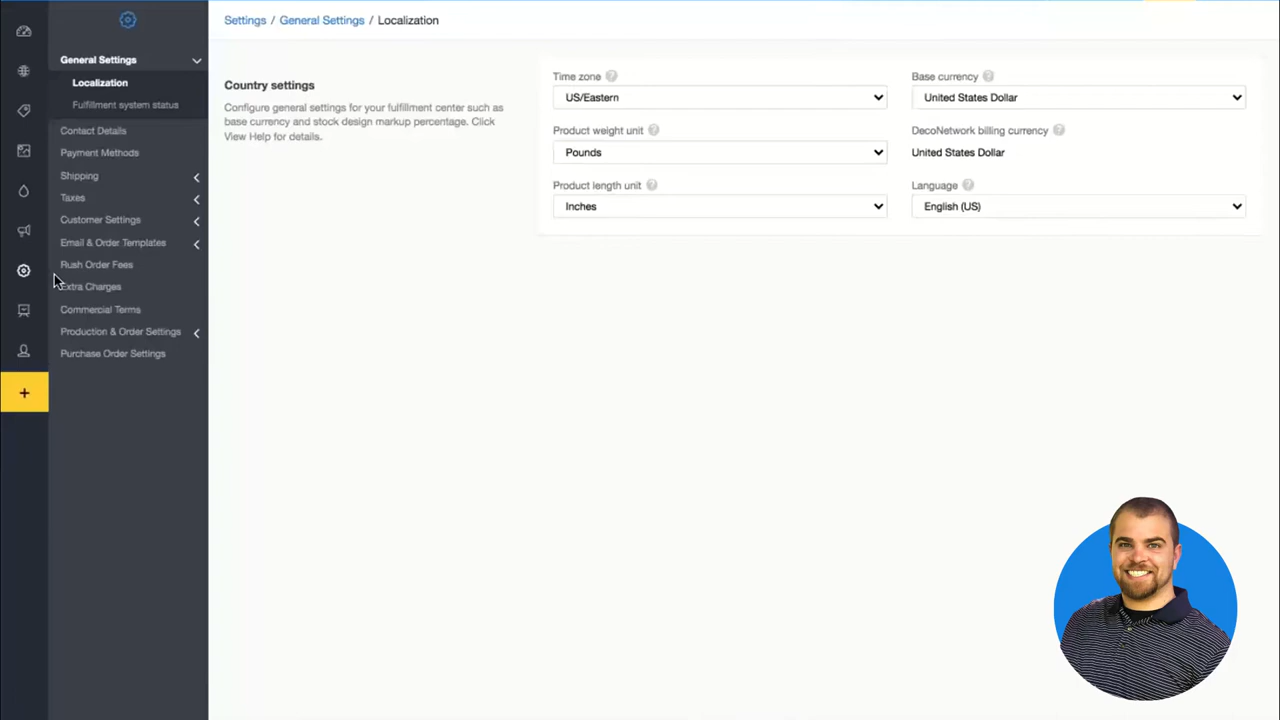 Settings / General Settings / Localization
General Settings
Localization
Fulfillment system status
Contact Details
Payment Methods
Shipping
Taxes
Customer Settings
Email & Order Templates
Rush Order Fees
Extra Charges
Commercial Terms
Production & Order Settings
Purchase Order Settings
Country settings
Configure general settings for your fulfillment center such as
base currency and stock design markup percentage. Click
View Help for details.
Time zone ?
US/Eastern
Product weight unit ?
Pounds
Product length unit ?
Inches
Base currency ?
United States Dollar
DecoNetwork billing currency ?
United States Dollar
Language ?
English (US)